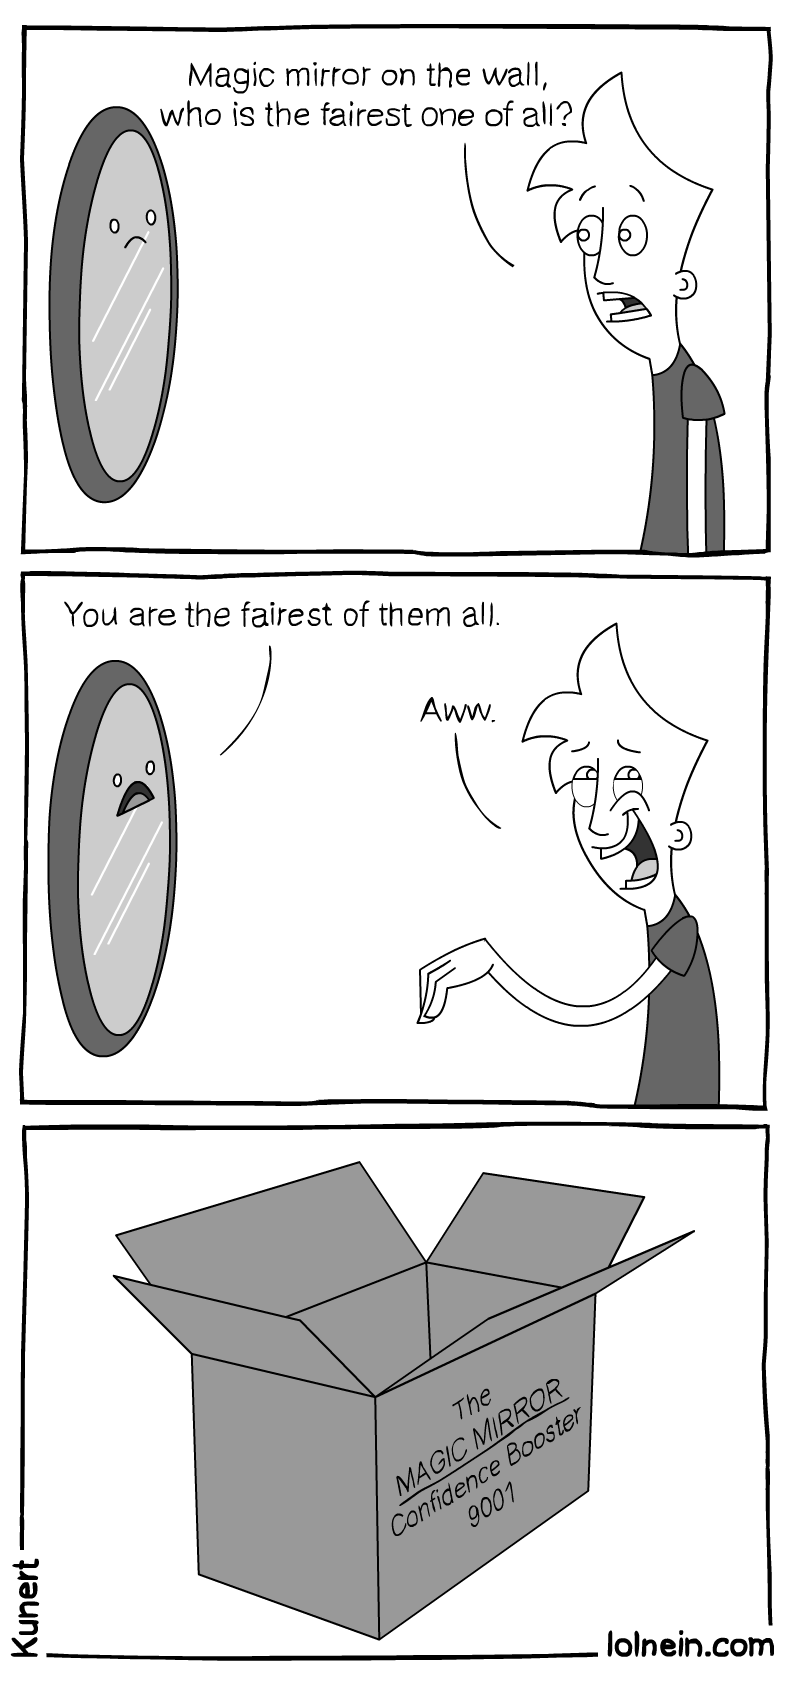 Magic mirror on the wall,
who is the fairest one of all?
You are the fairest of them all.
Aww.
The
MAGIC MIRROR
Confidence Booster
9001
Kunert
lolnein.com